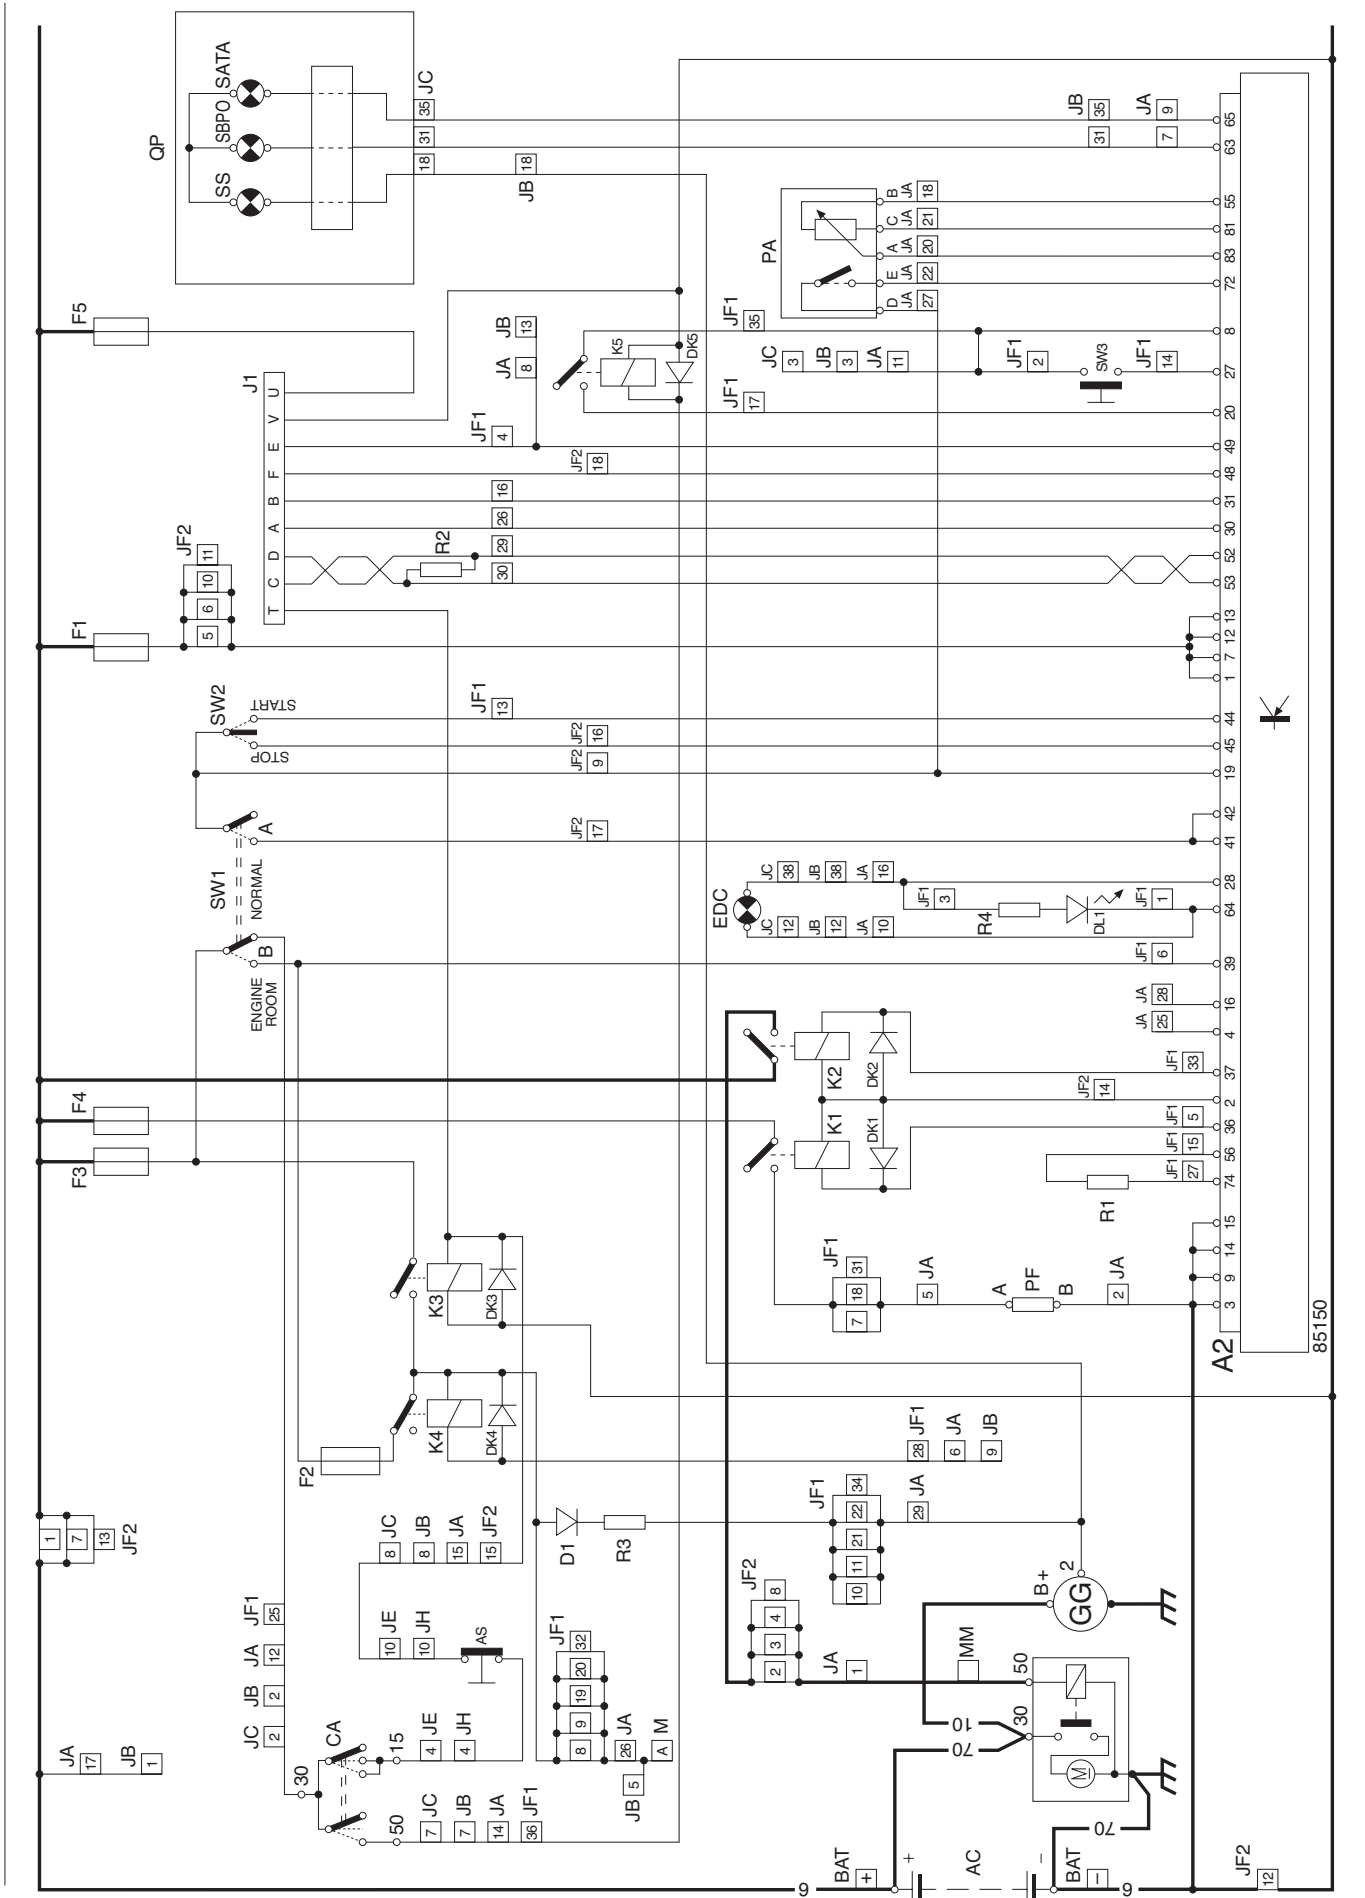 JA
17
JB
1
1
7
13
JF2
F3
F4
F1
JF2
5
6
10
11
F5
QP
SS
SBPO
SATA
18
31
35
JC
JB
18
SW1
ENGINE
ROOM
B
NORMAL
A
SW2
STOP
START
J1
T
C
D
A
B
F
E
V
U
JC
2
JB
2
JA
12
JF1
25
30
CA
50
15
JC
7
JB
7
JA
14
JF1
36
JE
4
JH
4
JE
10
JH
10
AS
JC
8
JB
8
JA
15
JF2
15
F2
K4
DK4
K3
DK3
R2
30
29
26
16
JF1
13
JF1
4
JA
8
JB
13
JF2
9
JF2
16
JF2
17
JF2
18
JF1
8
9
19
20
32
JA
26
JB
5
M
A
D1
R3
K5
DK5
JF1
17
JF1
35
JC
3
JB
3
JA
11
JF1
2
SW3
JF1
14
PA
D
JA
27
E
JA
22
A
JA
20
C
JA
21
B
JA
18
JB
31
35
JA
7
9
EDC
JC
12
JB
12
JA
10
JC
38
JB
38
JA
16
JF1
3
R4
DL1
JF1
1
JF1
6
JA
25
JA
28
K1
DK1
K2
DK2
JF1
33
JF2
14
JF1
5
JF1
15
JF1
27
R1
JF1
7
18
31
JA
5
A
PF
B
JA
2
JF1
28
JA
6
JB
9
JF1
10
11
21
22
34
JA
29
JF2
2
3
4
8
JA
1
MM
B+
GG
2
50
30
M
10
70
70
BAT
+
+
AC
−
BAT
−
6
6
JF2
12
3
9
14
15
74
56
36
2
37
4
16
39
64
28
41
42
19
45
44
1
7
12
13
53
52
30
31
48
49
20
27
8
72
83
81
55
63
65
A2
85150